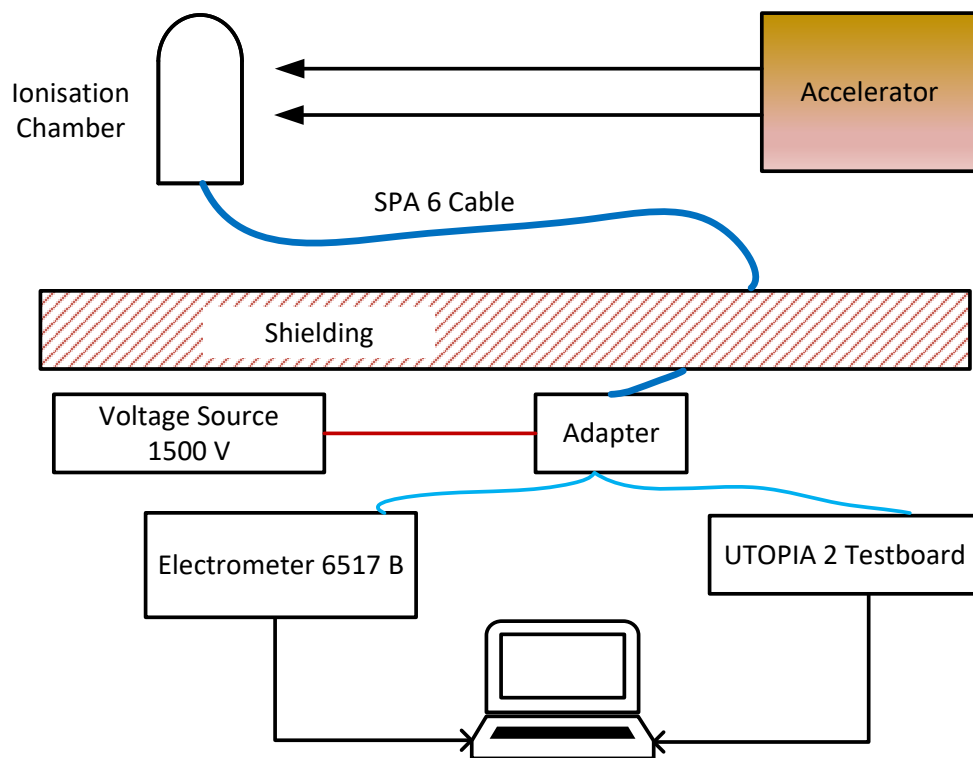 Ionisation
Chamber
Accelerator
SPA 6 Cable
Shielding
Voltage Source
1500 V
Adapter
Electrometer 6517 B
UTOPIA 2 Testboard